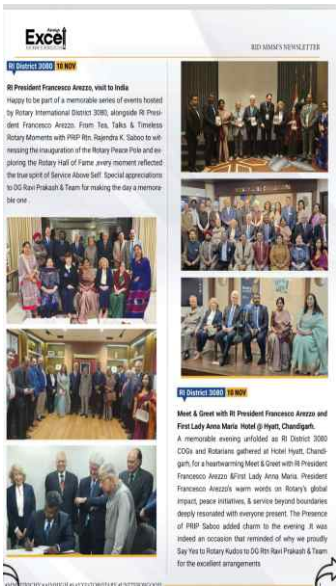 Excel
RID MMM'S NEWSLETTER
RI District 3080 10 NOV
RI President Francesco Arezzo, visit to India
Happy to be part of a memorable series of events hosted
by Rotary International District 3080, alongside RI Presi-
dent Francesco Arezzo. From Tea, Talks & Timeless
Rotary Moments with PRIP Rtn. Rajendra K. Saboo to wit-
nessing the inauguration of the Rotary Peace Pole and ex-
ploring the Rotary Hall of Fame ,every moment reflected
the true spirit of Service Above Self! Special appreciations
to DG Ravi Prakash & Team for making the day a memora-
ble one .
RI District 3080 10 NOV
Meet & Greet with RI President Francesco Arezzo and
First Lady Anna Maria Hotel @ Hyatt, Chandigarh.
A memorable evening unfolded as RI District 3080
CDGs and Rotarians gathered at Hotel Hyatt, Chandi-
garh, for a heartwarming Meet & Greet with RI President
Francesco Arezzo &First Lady Anna Maria. President
Francesco Arezzo's warm words on Rotary's global
impact, peace initiatives, & service beyond boundaries
deeply resonated with everyone present. The Presence
of PRIP Saboo added charm to the evening .It was
indeed an occasion that reminded of why we proudly
Say Yes to Rotary Kudos to DG Rtn Ravi Prakash & Team
for the excellent arrangements